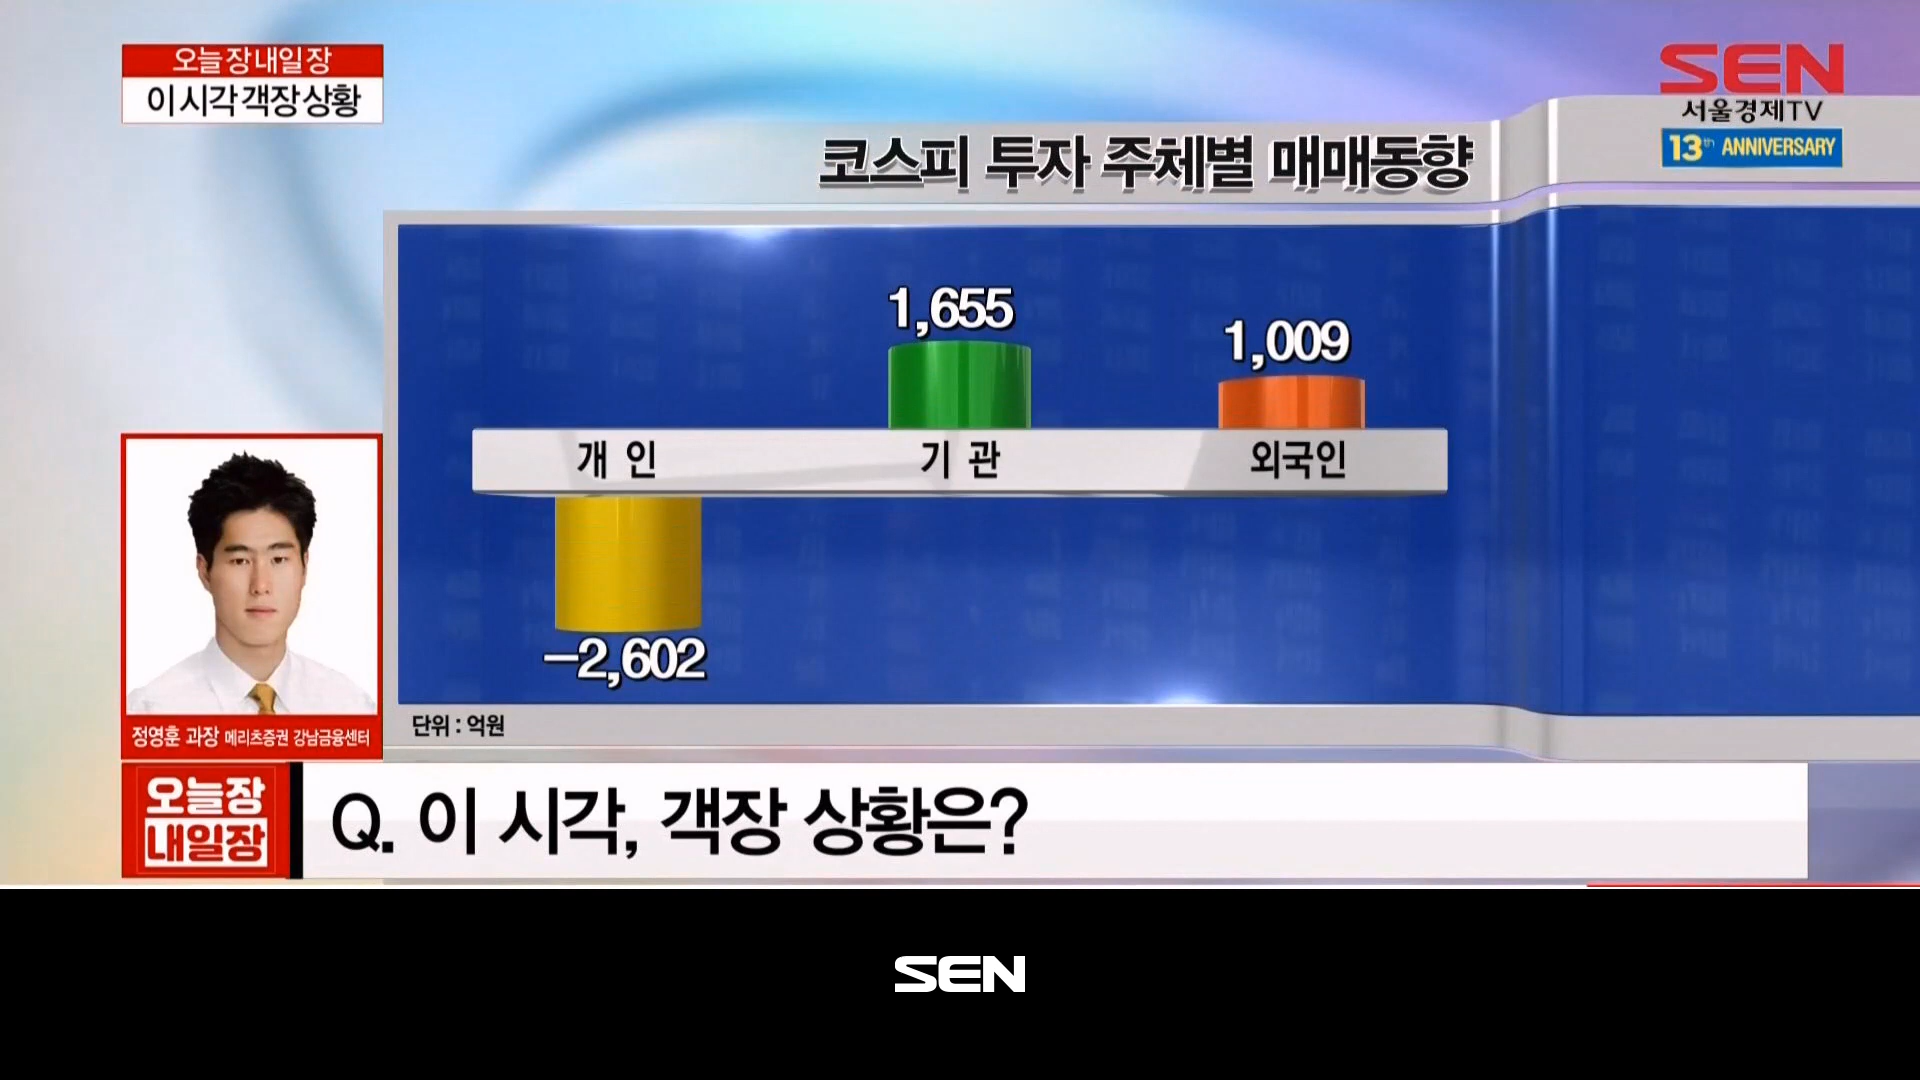 오늘장내일장
이 시각 객장 상황
SEN
서울경제TV
13th ANNIVERSARY
코스피 투자 주체별 매매동향
1,655
1,009
개 인
기 관
외국인
-2,602
단위 : 억원
정영훈 과장 메리츠증권 강남금융센터
오늘장
내일장
Q. 이 시각, 객장 상황은?
SEN